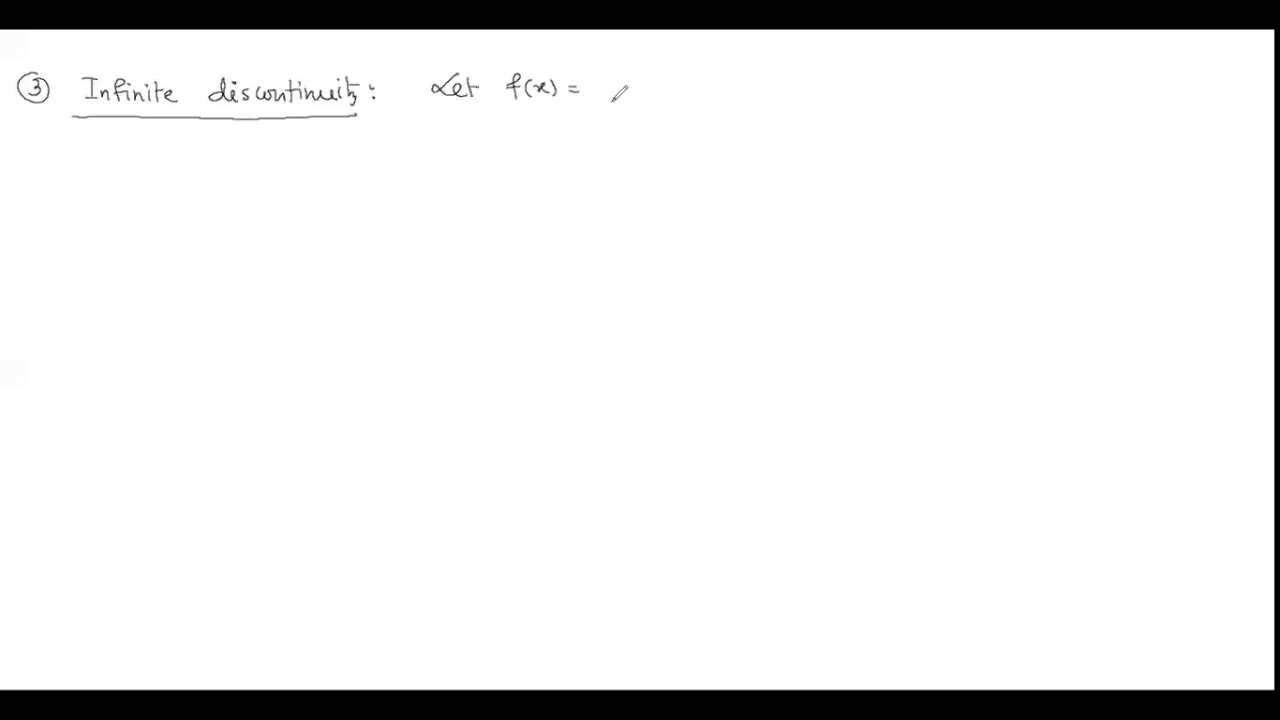 ③ Infinite discontinuity: Let f(x) =